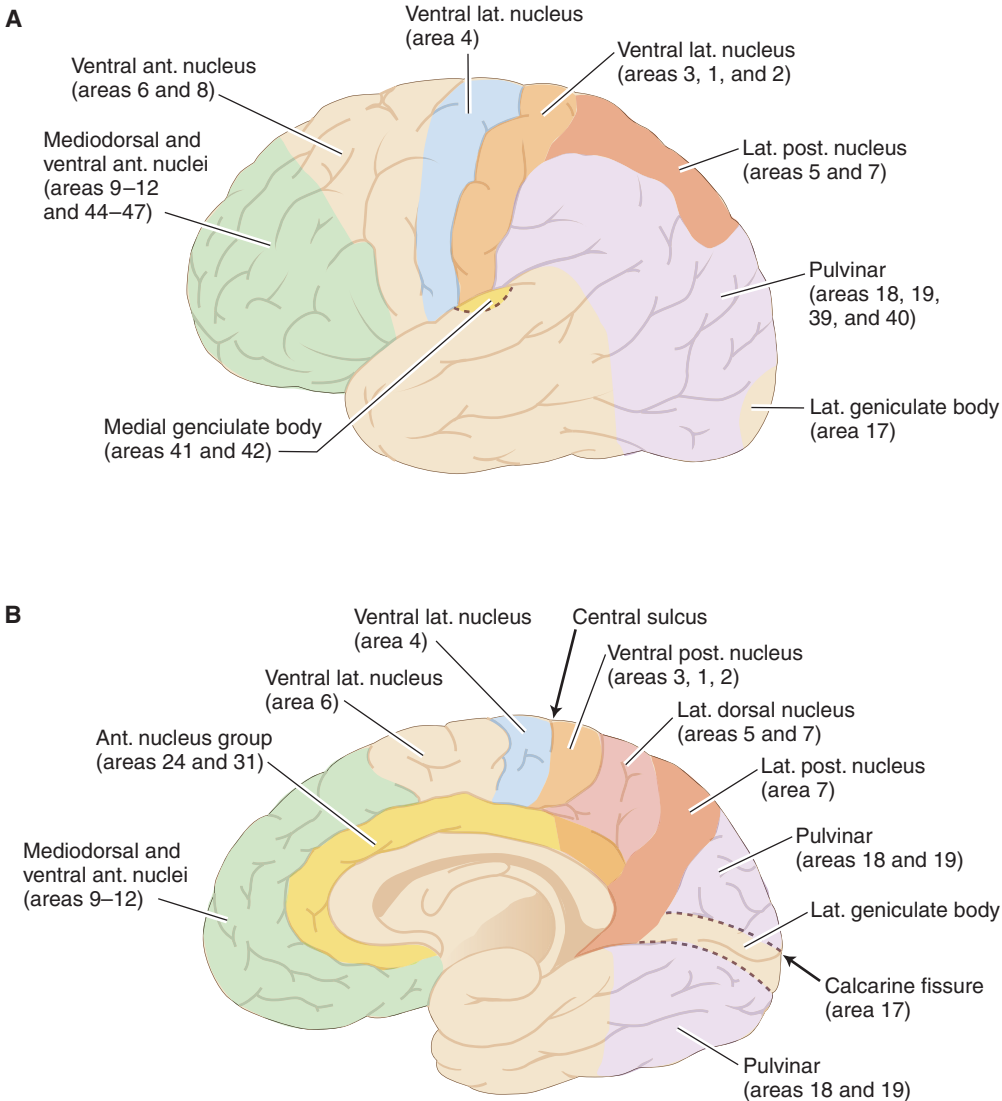 A
Ventral lat. nucleus
(area 4)
Ventral lat. nucleus
(areas 3, 1, and 2)
Ventral ant. nucleus
(areas 6 and 8)
Mediodorsal and
ventral ant. nuclei
(areas 9–12
and 44–47)
Lat. post. nucleus
(areas 5 and 7)
Pulvinar
(areas 18, 19,
39, and 40)
Lat. geniculate body
(area 17)
Medial genciulate body
(areas 41 and 42)
B
Ventral lat. nucleus
(area 4)
Central sulcus
Ventral post. nucleus
(areas 3, 1, 2)
Ventral lat. nucleus
(area 6)
Lat. dorsal nucleus
(areas 5 and 7)
Ant. nucleus group
(areas 24 and 31)
Lat. post. nucleus
(area 7)
Pulvinar
(areas 18 and 19)
Mediodorsal and
ventral ant. nuclei
(areas 9–12)
Lat. geniculate body
Calcarine fissure
(area 17)
Pulvinar
(areas 18 and 19)